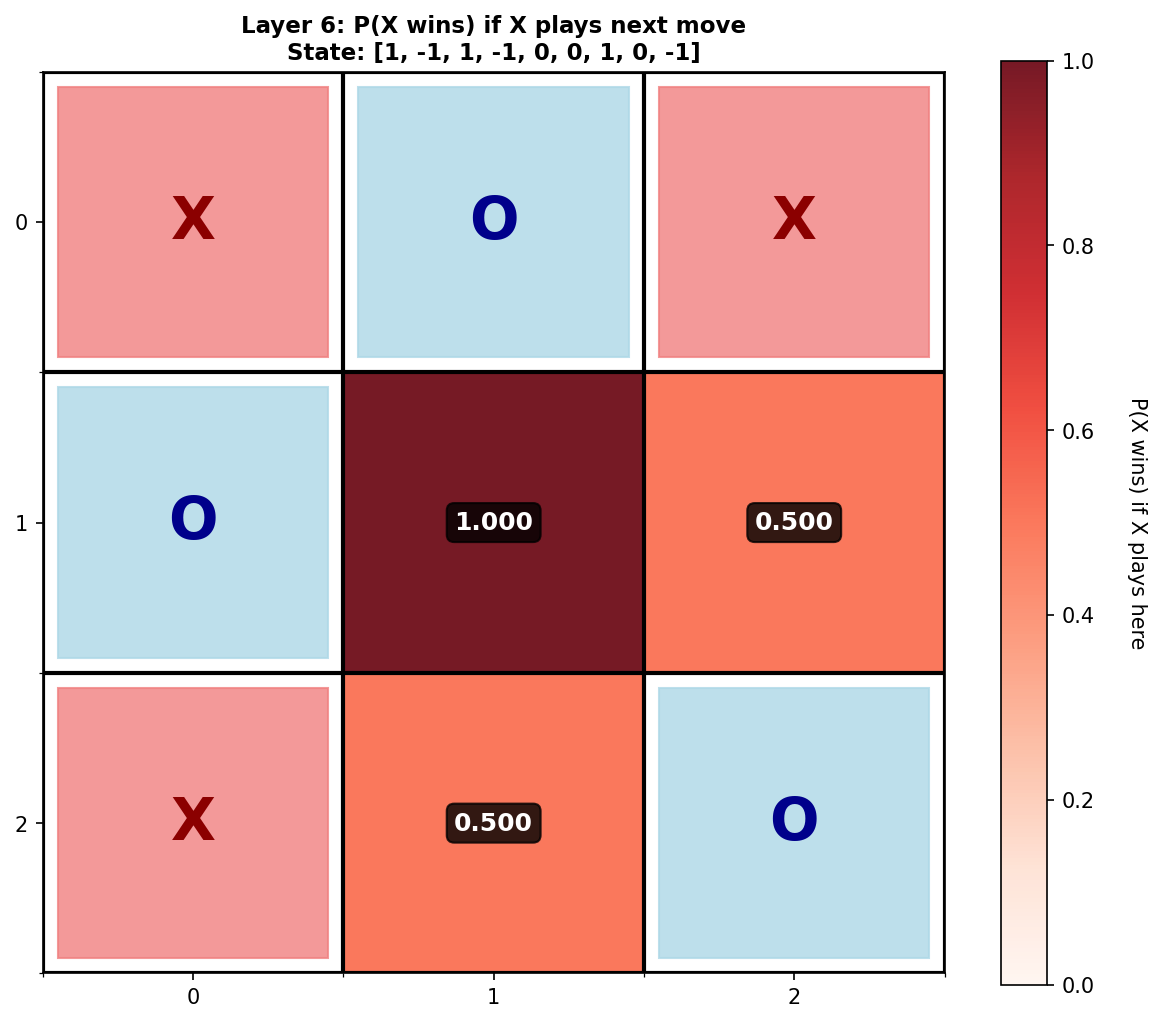 Layer 6: P(X wins) if X plays next move
State: [1, -1, 1, -1, 0, 0, 1, 0, -1]
X O X
O 1.000 0.500
X 0.500 O
0
1
2
0 1 2
1.0
0.8
0.6
0.4
0.2
0.0
P(X wins) if X plays here